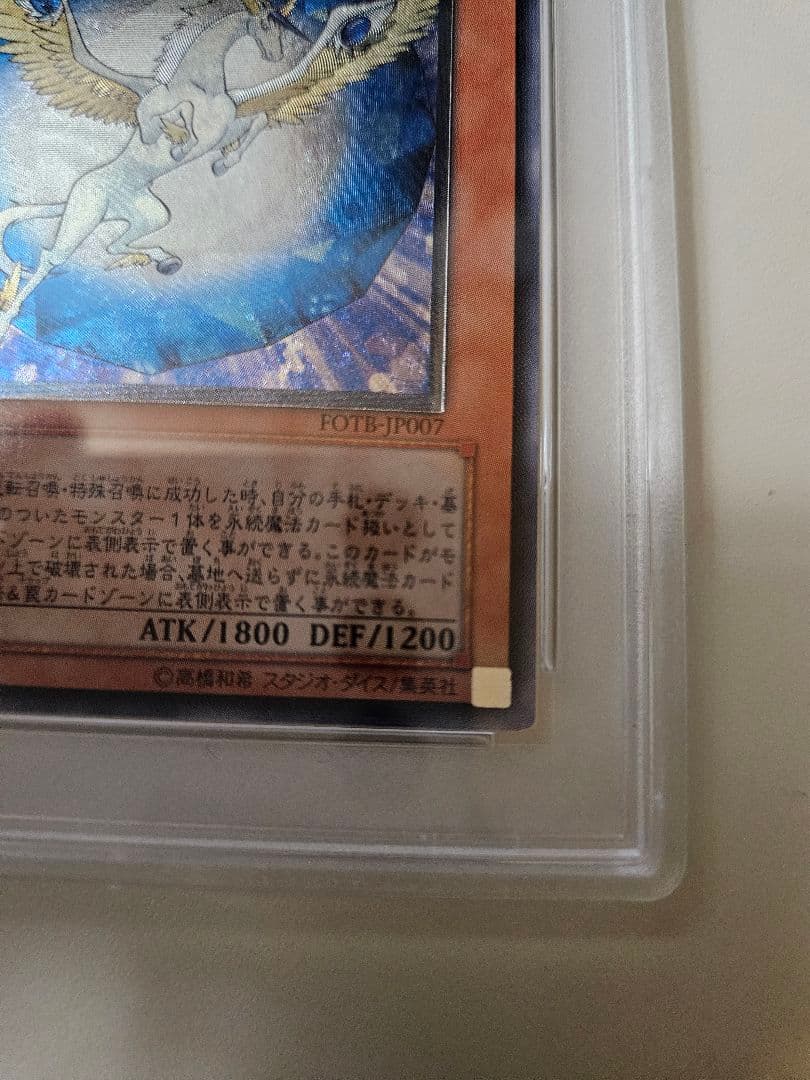 FOTB-JP007
転召喚・特殊召喚に成功した時、自分の手札・デッキ・墓
のついたモンスター1体を永続魔法カード扱いとして
ゾーンに表側表示で置く事ができる。このカードがモ
上で破壊された場合、墓地へ送らずに永続魔法カード
&罠カードゾーンに表側表示で置く事ができる。
ATK/1800 DEF/1200
©高橋和希 スタジオ・ダイス/集英社